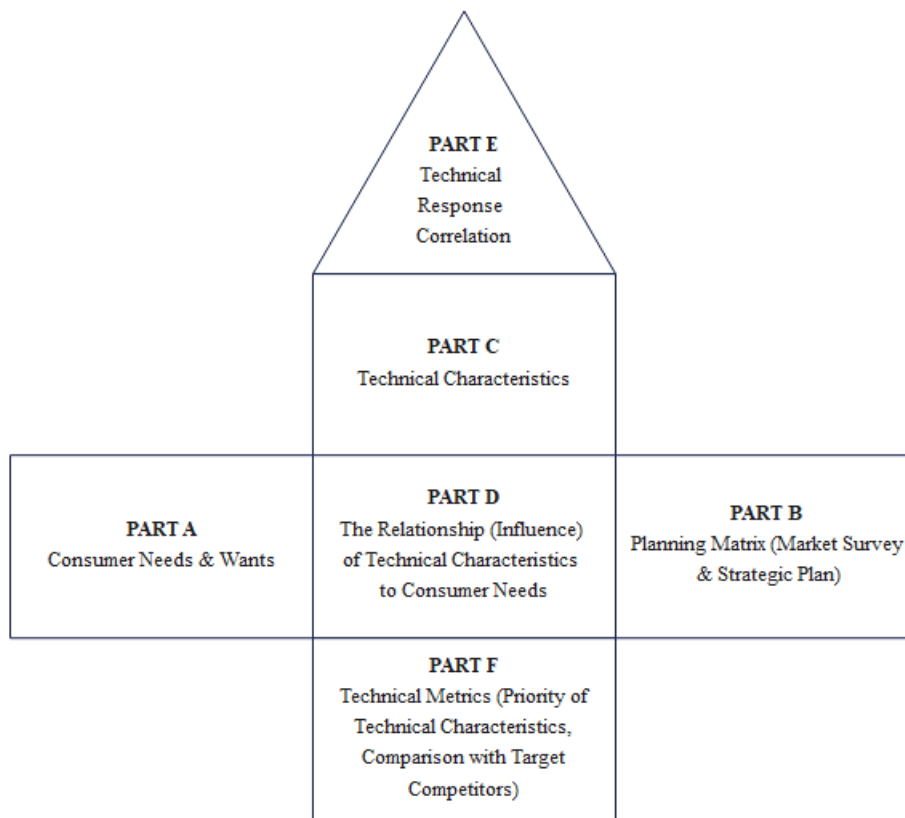 PART E
Technical
Response
Correlation
PART C
Technical Characteristics
PART A
Consumer Needs & Wants
PART D
The Relationship (Influence)
of Technical Characteristics
to Consumer Needs
PART B
Planning Matrix (Market Survey
& Strategic Plan)
PART F
Technical Metrics (Priority of
Technical Characteristics,
Comparison with Target
Competitors)